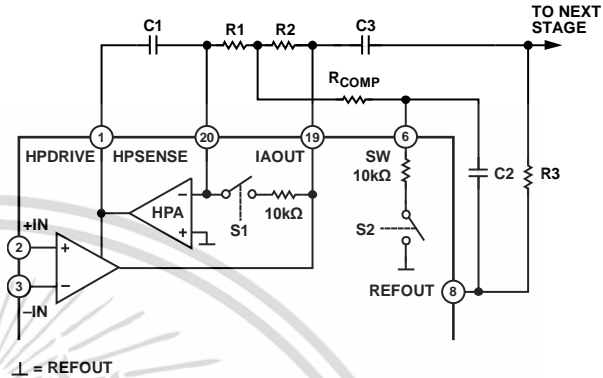 TO NEXT
STAGE
C1
R1
R2
C3
RCOMP
1
20
19
6
HPDRIVE
HPSENSE
IAOUT
SW
10kΩ
C2
R3
HPA
−
+
S1
10kΩ
S2
+IN
2
+
3
−
−IN
REFOUT
8
= REFOUT